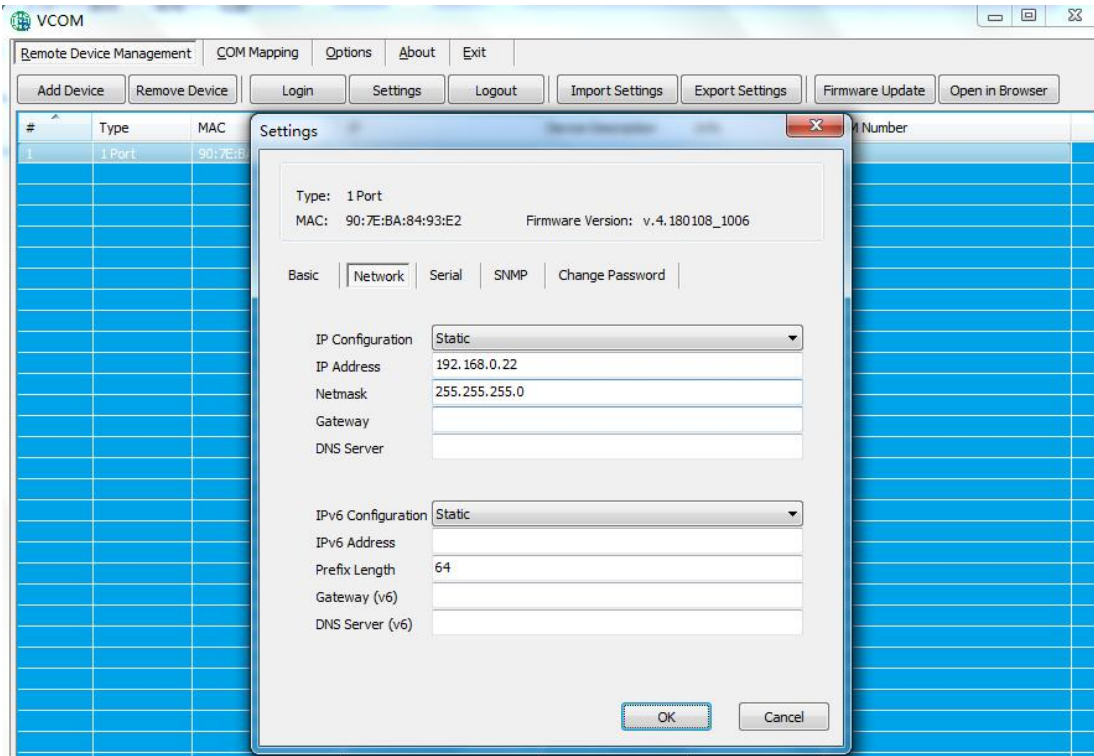 VCOM
Remote Device Management COM Mapping Options About Exit
Add Device Remove Device Login Settings Logout Import Settings Export Settings Firmware Update Open in Browser
# Type MAC Number
1 1 Port 90:7E:B
Settings
Type: 1 Port
MAC: 90:7E:BA:84:93:E2 Firmware Version: v.4.180108_1006
Basic Network Serial SNMP Change Password
IP Configuration Static
IP Address 192.168.0.22
Netmask 255.255.255.0
Gateway
DNS Server
IPv6 Configuration Static
IPv6 Address
Prefix Length 64
Gateway (v6)
DNS Server (v6)
OK Cancel